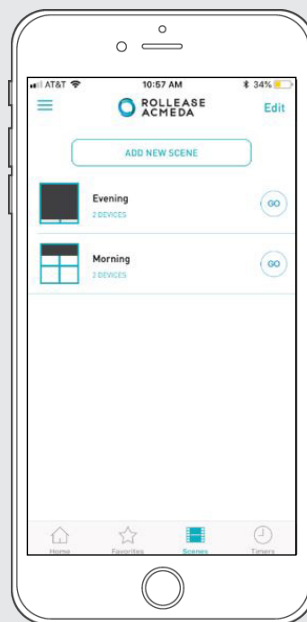 AT&T 10:57 AM 34%
ROLLEASE
ACMEDA
Edit
ADD NEW SCENE
Evening
2 DEVICES
GO
Morning
2 DEVICES
GO
Home Favorites Scenes Timers